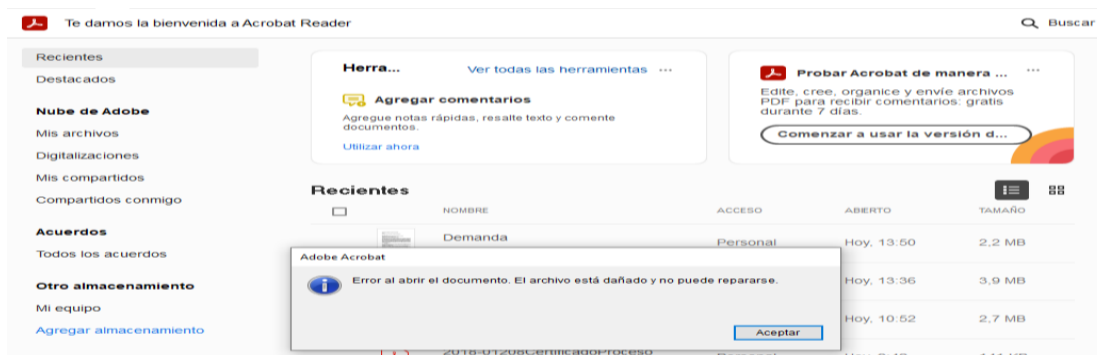 Te damos la bienvenida a Acrobat Reader
Buscar
Recientes
Destacados
Nube de Adobe
Mis archivos
Digitalizaciones
Mis compartidos
Compartidos conmigo
Acuerdos
Todos los acuerdos
Otro almacenamiento
Mi equipo
Agregar almacenamiento
Herra...
Ver todas las herramientas ...
Agregar comentarios
Agregue notas rápidas, resalte texto y comente
documentos.
Utilizar ahora
Probar Acrobat de manera ... ...
Edite, cree, organice y envíe archivos
PDF para recibir comentarios: gratis
durante 7 días.
Comenzar a usar la versión d...
Recientes
NOMBRE ACCESO ABIERTO TAMAÑO
Demanda
Personal Hoy, 13:50 2,2 MB
Hoy, 13:36 3,9 MB
Hoy, 10:52 2,7 MB
Adobe Acrobat
Error al abrir el documento. El archivo está dañado y no puede repararse.
Aceptar
2018-01208CertificadoProceso